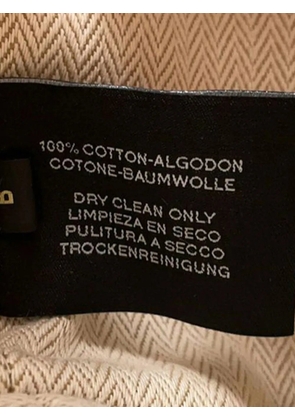 100% COTTON-ALGODON
COTONE-BAUMWOLLE
DRY CLEAN ONLY
LIMPIEZA EN SECO
PULITURA A SECCO
TROCKENREINIGUNG